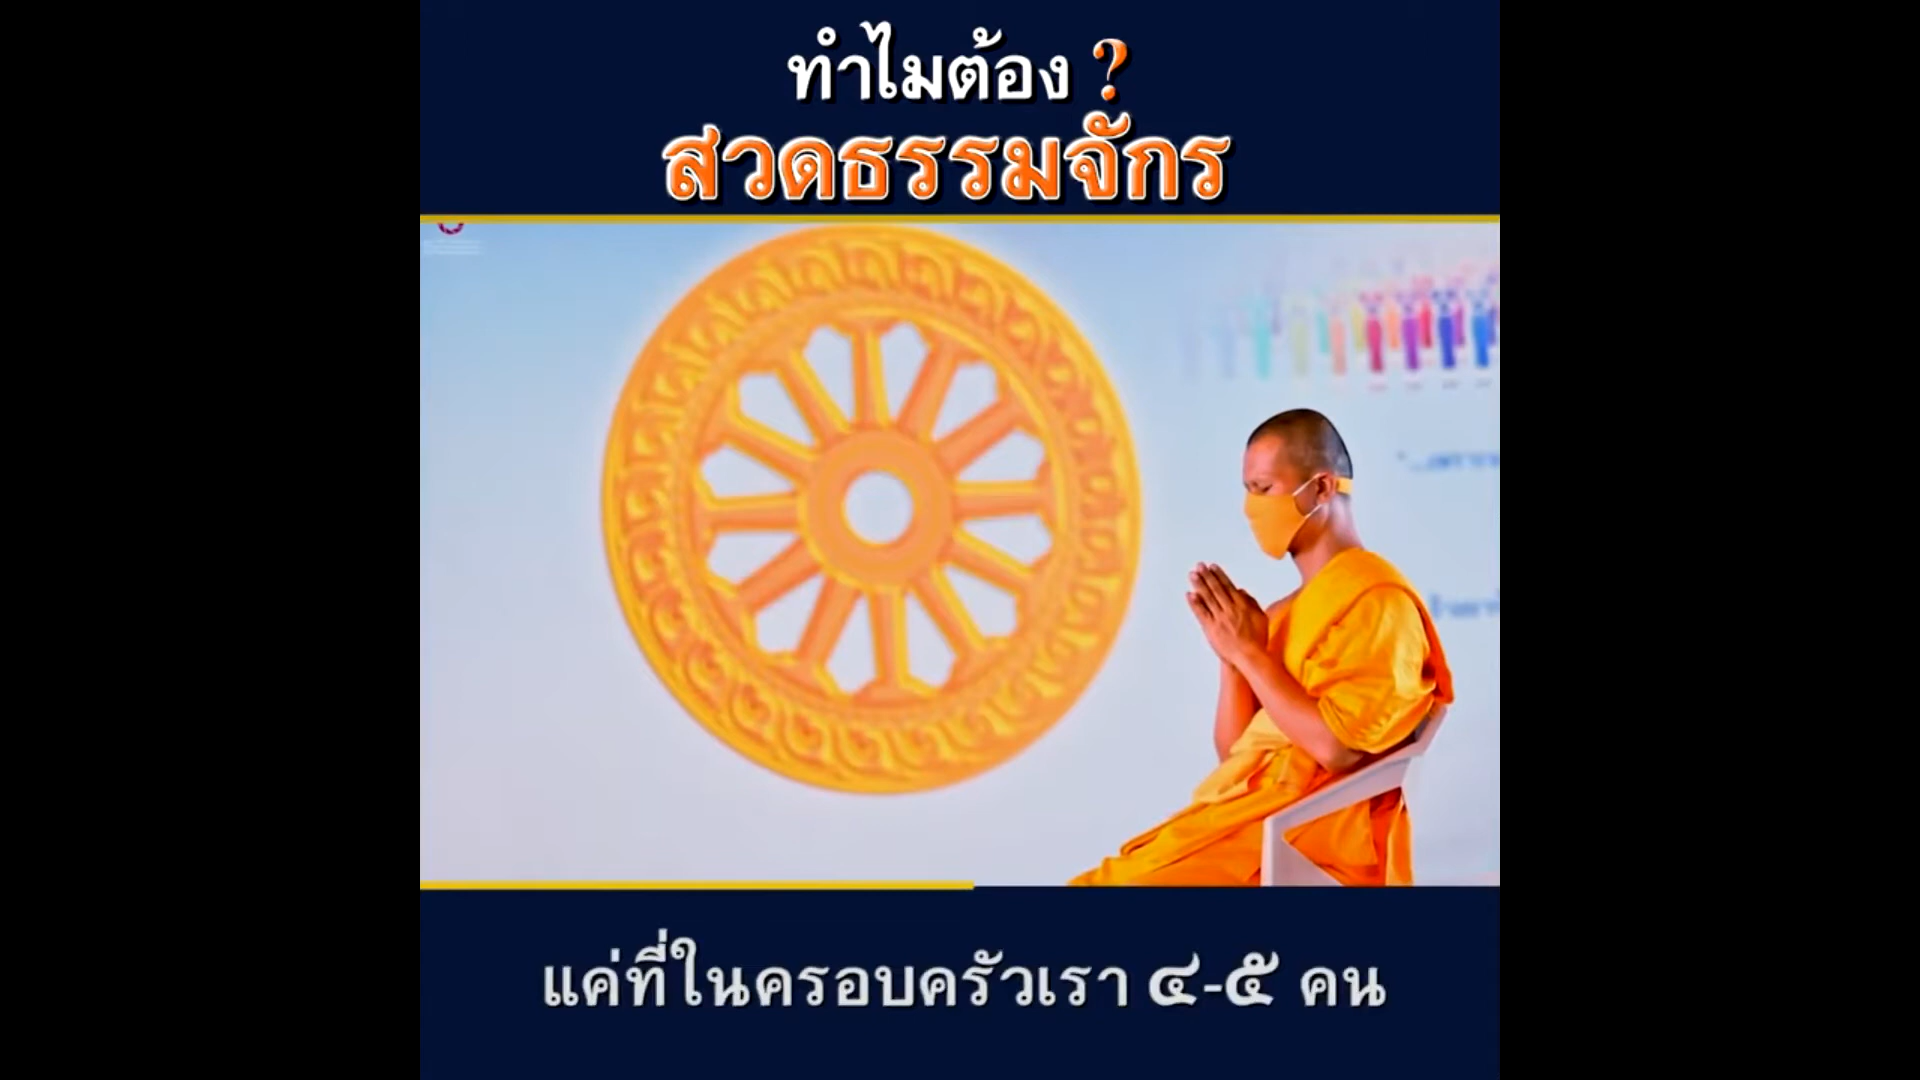 ทำไมต้อง ?
สวดธรรมจักร
แค่ที่ในครอบครัวเรา ๔-๕ คน